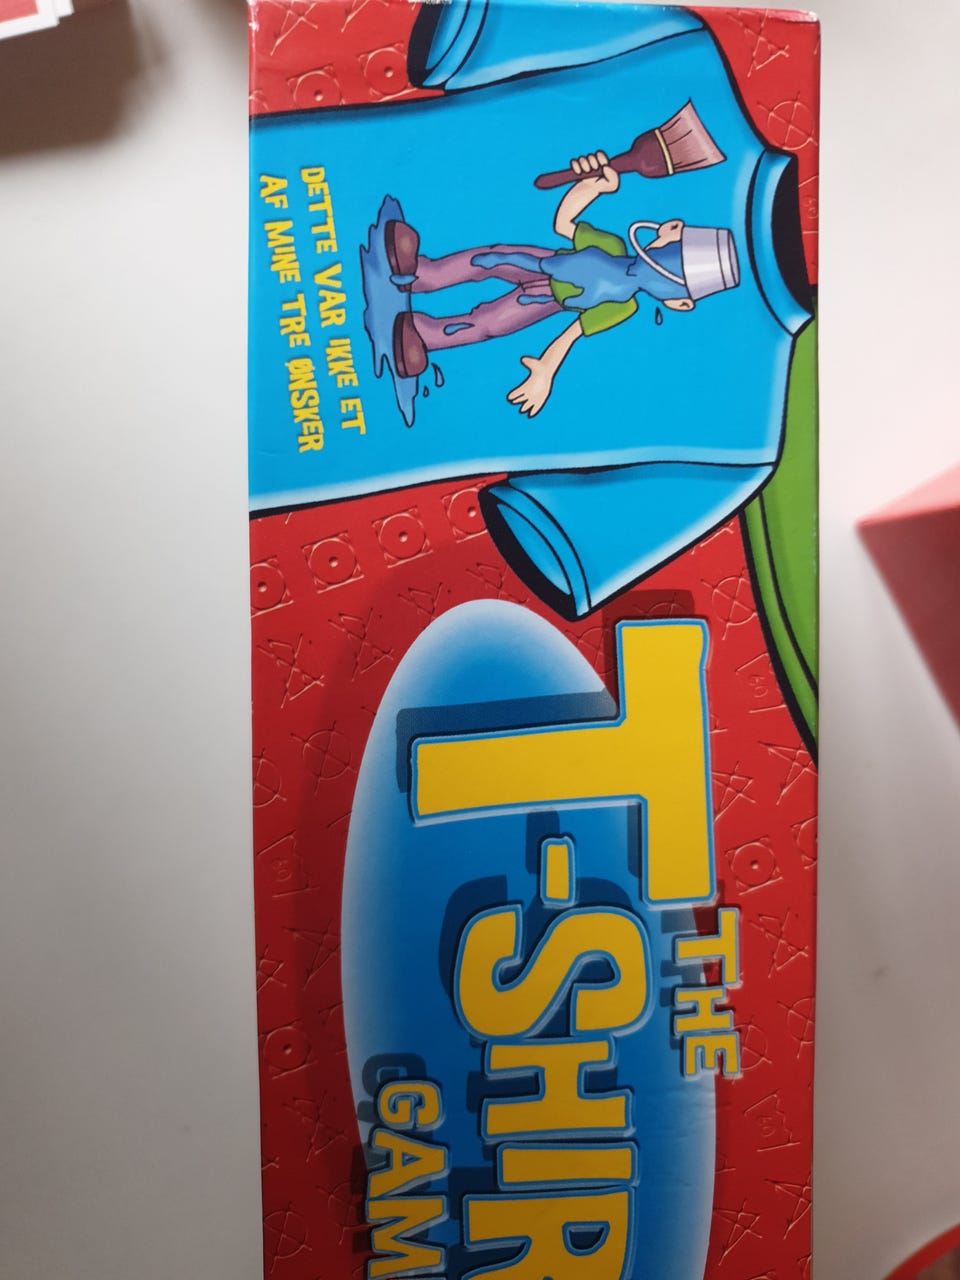 DETTE VAR IKKE ET
AF MINE TRE ØNSKER
THE
T-SHIR
GAM